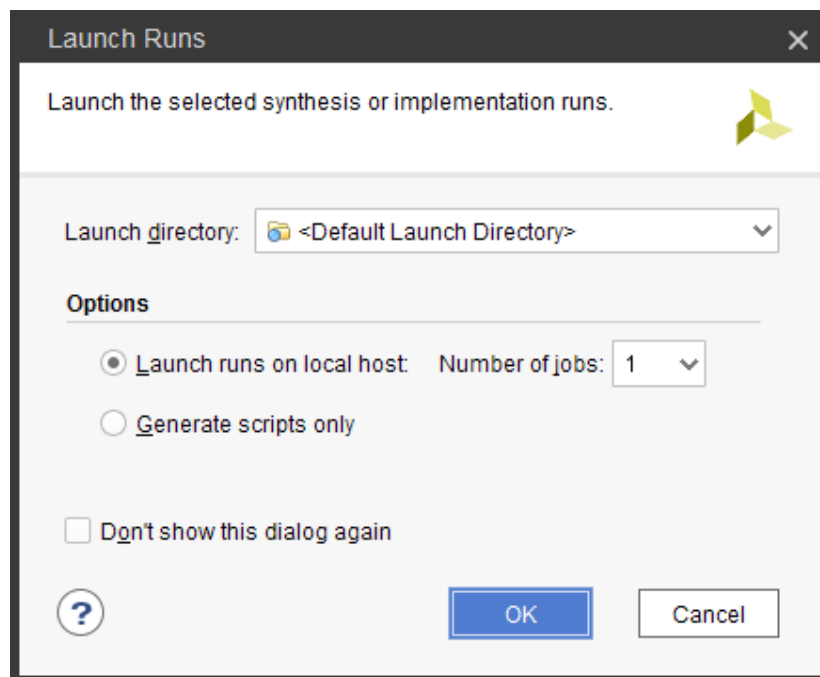 Launch Runs
Launch the selected synthesis or implementation runs.
Launch directory: <Default Launch Directory>
Options
Launch runs on local host: Number of jobs: 1
Generate scripts only
Don't show this dialog again
? OK Cancel